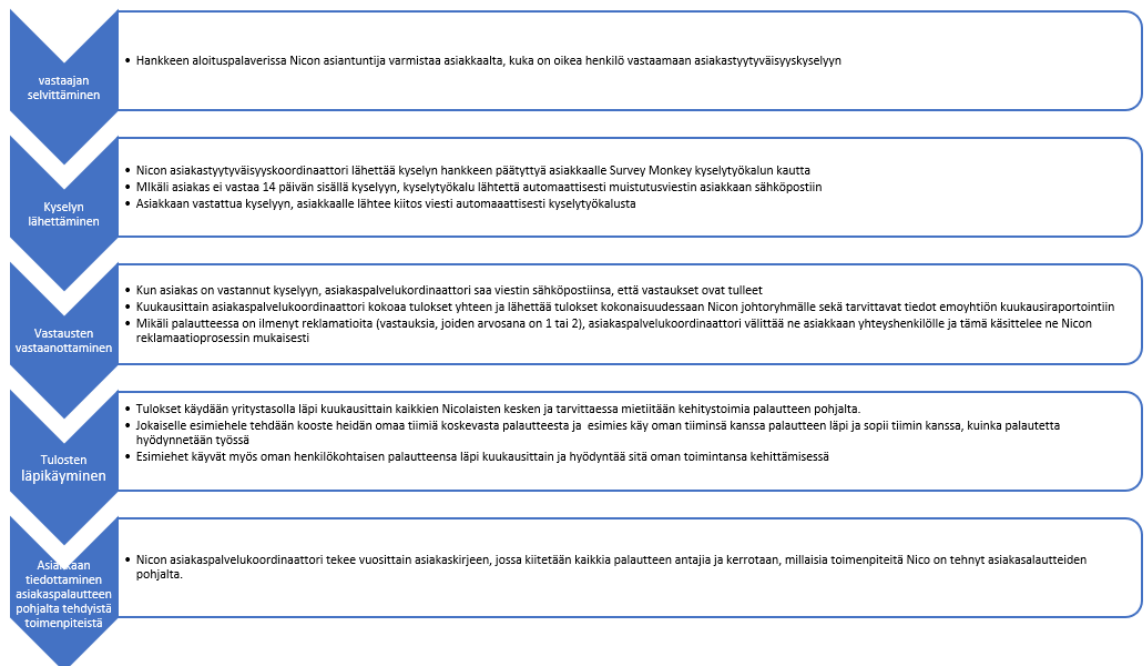 vastaajan
selvittäminen
• Hankkeen aloituspalaverissa Nicon asiantuntija varmistaa asiakkaalta, kuka on oikea henkilö vastaamaan asiakastyytyväisyyskyselyyn
Kyselyn
lähettäminen
• Nicon asiakastyytyväisyyskoordinaattori lähettää kyselyn hankkeen päätyttyä asiakkaalle Survey Monkey kyselytyökalun kautta
• MIkäli asiakas ei vastaa 14 päivän sisällä kyselyyn, kyselytyökalu lähtettä automaattisesti muistutusviestin asiakkaan sähköpostiin
• Asiakkaan vastattua kyselyyn, asiakkaalle lähtee kiitos viesti automaaattisesti kyselytyökalusta
Vastausten
vastaanottaminen
• Kun asiakas on vastannut kyselyyn, asiakaspalvelukordinaattori saa viestin sähköpostiinsa, että vastaukset ovat tulleet
• Kuukausittain asiakaspalvelukoordinaattori kokoaa tulokset yhteen ja lähettää tulokset kokonaisuudessaan Nicon johtoryhmälle sekä tarvittavat tiedot emoyhtiön kuukausiraportointiin
• Mikäli palautteessa on ilmenyt reklamatioita (vastauksia, joiden arvosana on 1 tai 2), asiakaspalvelukoordinaattori välittää ne asiakkaan yhteyshenkilölle ja tämä käsittelee ne Nicon
reklamaatioprosessin mukaisesti
Tulosten
läpikäyminen
• Tulokset käydään yritystasolla läpi kuukausittain kaikkien Nicolaisten kesken ja tarvittaessa mietiitään kehitystoimia palautteen pohjalta.
• Jokaiselle esimiehele tehdään kooste heidän omaa tiimiä koskevasta palautteesta ja  esimies käy oman tiiminsä kanssa palautteen läpi ja sopii tiimin kanssa, kuinka palautetta
hyödynnetään työssä
• Esimiehet käyvät myös oman henkilökohtaisen palautteensa läpi kuukausittain ja hyödyntää sitä oman toimintansa kehittämisessä
Asiakkaan
tiedottaminen
asiakaspalautteen
pohjalta tehdyistä
toimenpiteistä
• Nicon asiakaspalvelukoordinaattori tekee vuosittain asiakaskirjeen, jossa kiitetään kaikkia palautteen antajia ja kerrotaan, millaisia toimenpiteitä Nico on tehnyt asiakasalautteiden
pohjalta.